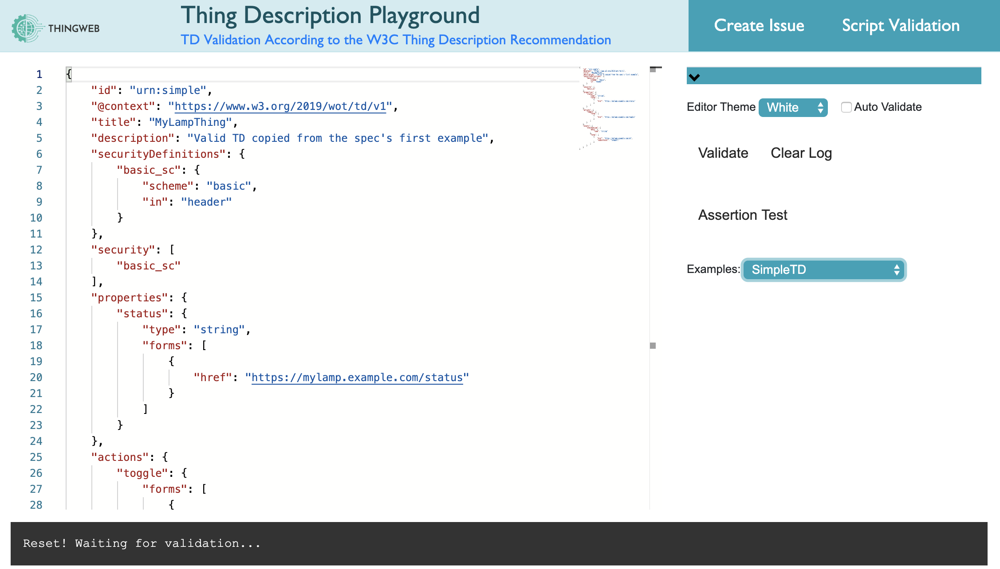 THINGWEB
Thing Description Playground
TD Validation According to the W3C Thing Description Recommendation
Create Issue
Script Validation
1 {
2 "id": "urn:simple",
3 "@context": "https://www.w3.org/2019/wot/td/v1",
4 "title": "MyLampThing",
5 "description": "Valid TD copied from the spec's first example",
6 "securityDefinitions": {
7 "basic_sc": {
8 "scheme": "basic",
9 "in": "header"
10 }
11 },
12 "security": [
13 "basic_sc"
14 ],
15 "properties": {
16 "status": {
17 "type": "string",
18 "forms": [
19 {
20 "href": "https://mylamp.example.com/status"
21 }
22 ]
23 }
24 },
25 "actions": {
26 "toggle": {
27 "forms": [
28 {
Editor Theme White Auto Validate
Validate Clear Log
Assertion Test
Examples: SimpleTD
Reset! Waiting for validation...